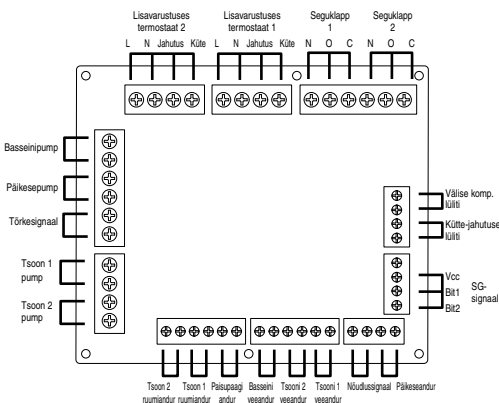 Lisavarustuses termostaat 2
Lisavarustuses termostaat 1
Seguklapp 1
Seguklapp 2
L N Jahutus Küte
L N Jahutus Küte
N O C
N O C
Basseinipump
Päikesepump
Törkesignaal
Tsoon 1 pump
Tsoon 2 pump
Välise komp. lüliti
Kütte-jahutuse lüliti
Vcc
Bit1
Bit2
SG-signaal
Tsoon 2 ruumiandur
Tsoon 1 ruumiandur
Paisupaagi andur
Basseini veeandur
Tsooni 2 veeandur
Tsooni 1 veeandur
Nõudlussignaal
Päikeseandur